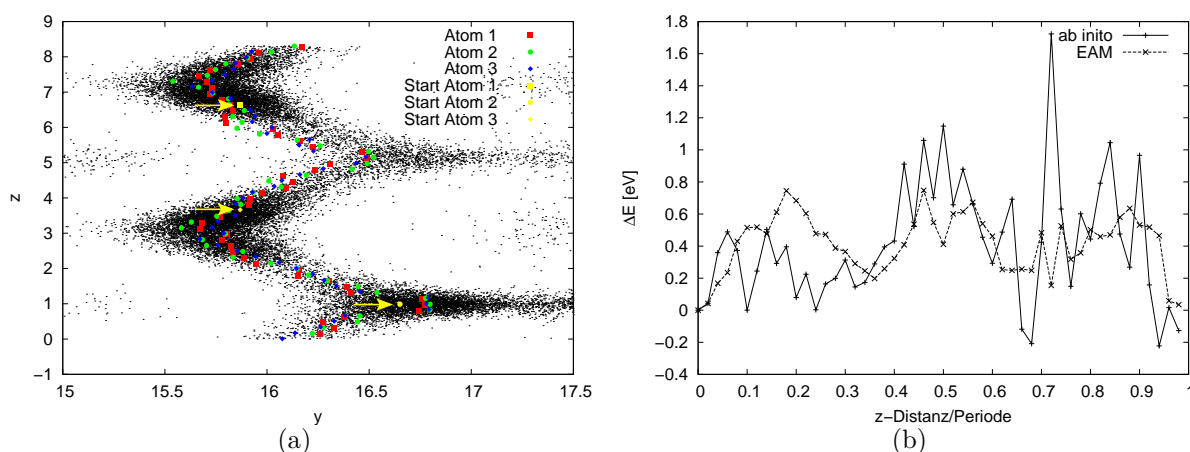 9
8
7
6
5
4
3
2
1
0
−1
z
15
15.5
16
16.5
17
17.5
y
Atom 1
Atom 2
Atom 3
Start Atom 1
Start Atom 2
Start Atom 3
(a)
1.8
1.6
1.4
1.2
1
0.8
0.6
0.4
0.2
0
−0.2
−0.4
ΔE [eV]
0
0.1
0.2
0.3
0.4
0.5
0.6
0.7
0.8
0.9
1
z−Distanz/Periode
ab inito
EAM
(b)